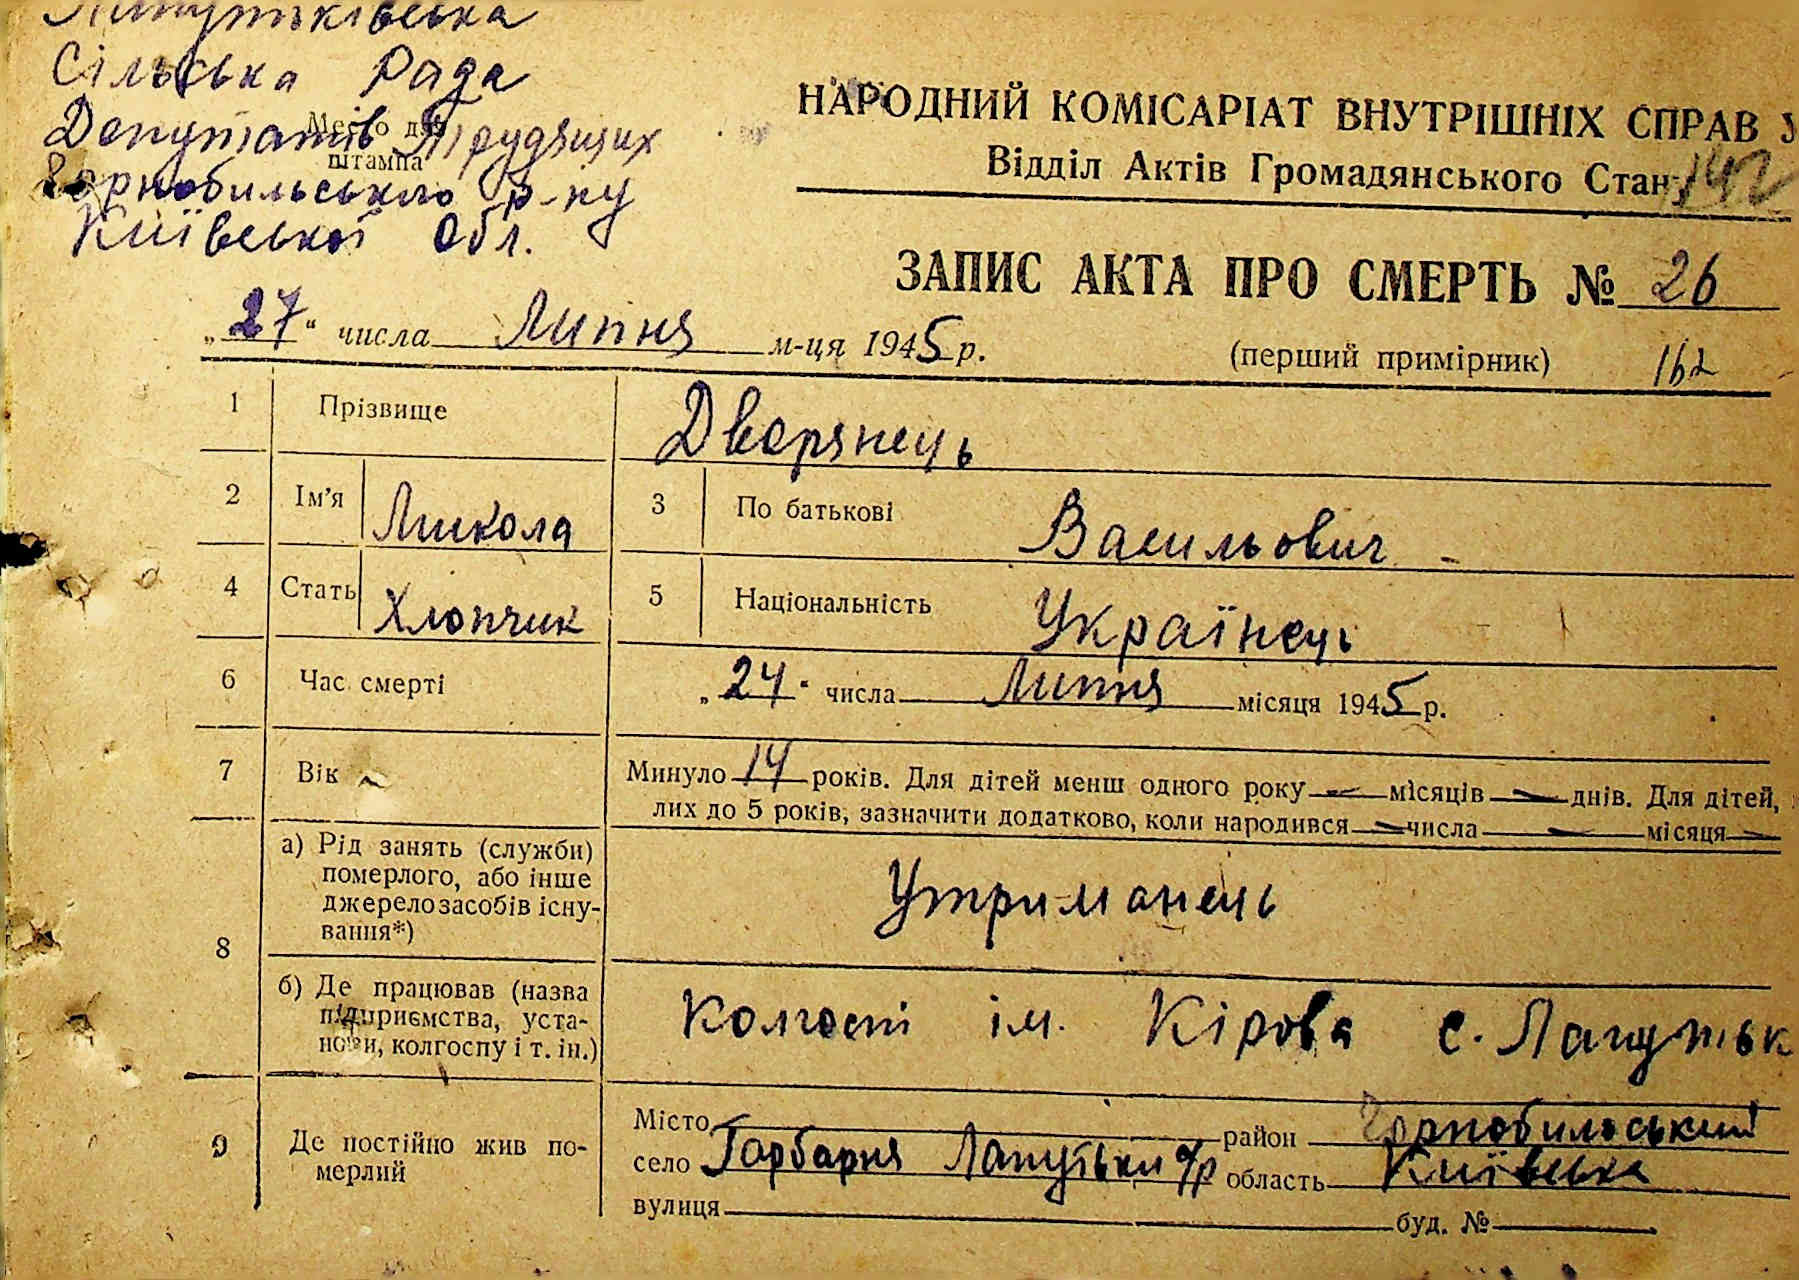 Сільська Рада
Депутатів Трудящих
Місто для
штампа
Чорнобильського р-ну
Київської Обл.
НАРОДНИЙ КОМІСАРІАТ ВНУТРІШНІХ СПРАВ У
Відділ Актів Громадянського Стану
142
ЗАПИС АКТА ПРО СМЕРТЬ № 26
„27“ числа Липня м-ця 1945 р.
(перший примірник) 162
1 Прізвище Дворянець
2 Ім'я Микола 3 По батькові Васильович
4 Стать Хлопчик 5 Національність Українець
6 Час смерті „24“ числа Липня місяця 1945 р.
7 Вік Минуло 14 років. Для дітей менш одного року — місяців — днів. Для дітей,
лих до 5 років, зазначити додатково, коли народився — числа — місяця —
8 а) Рід занять (служби)
померлого, або інше
джерело засобів існу-
вання*)
Утриманець
б) Де працював (назва
підприємства, уста-
нови, колгоспу і т. ін.)
Колгосп ім. Кірова с. Лапутьк
9 Де постійно жив по-
мерлий
Місто район Чорнобильський
село Гарбарня Лапутьки область Київська
вулиця буд. №